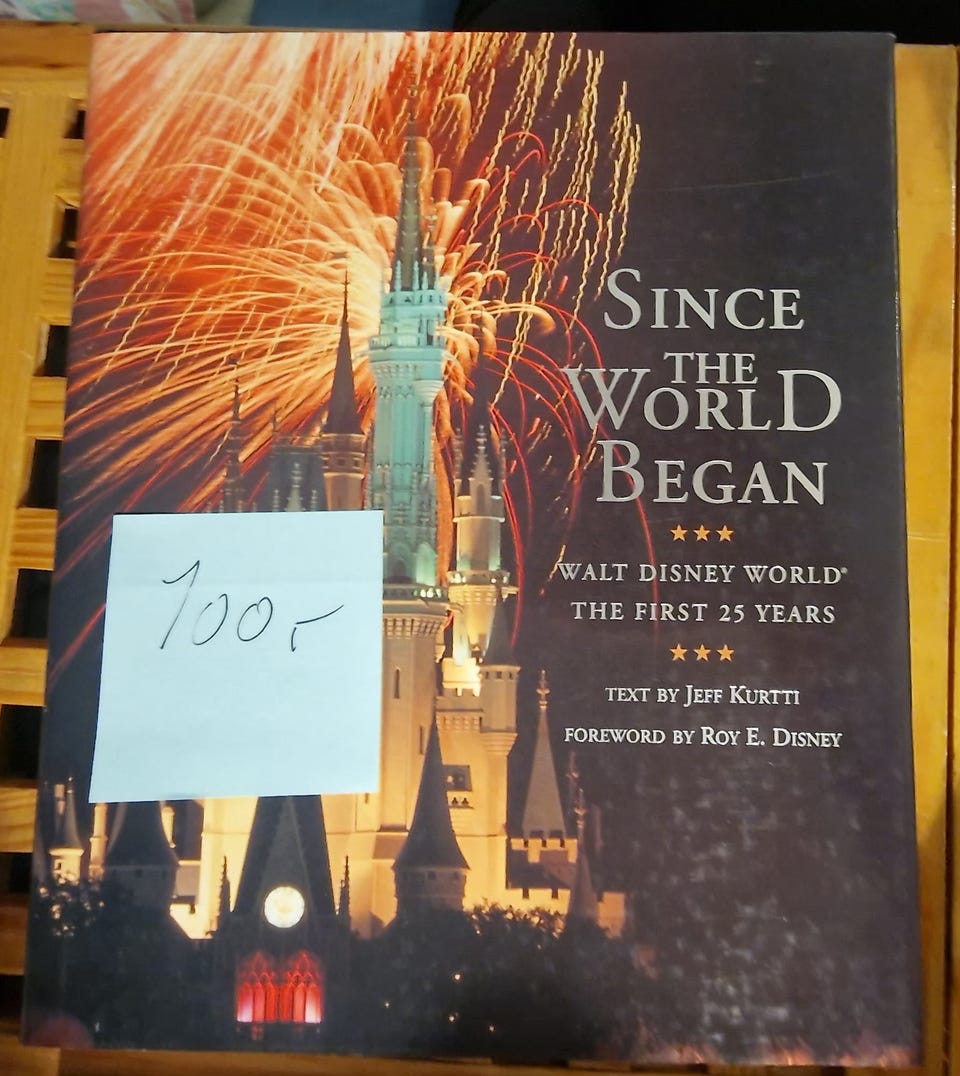 SINCE
THE
WORLD
BEGAN
WALT DISNEY WORLD®
THE FIRST 25 YEARS
TEXT BY JEFF KURTTI
FOREWORD BY ROY E. DISNEY
100,-